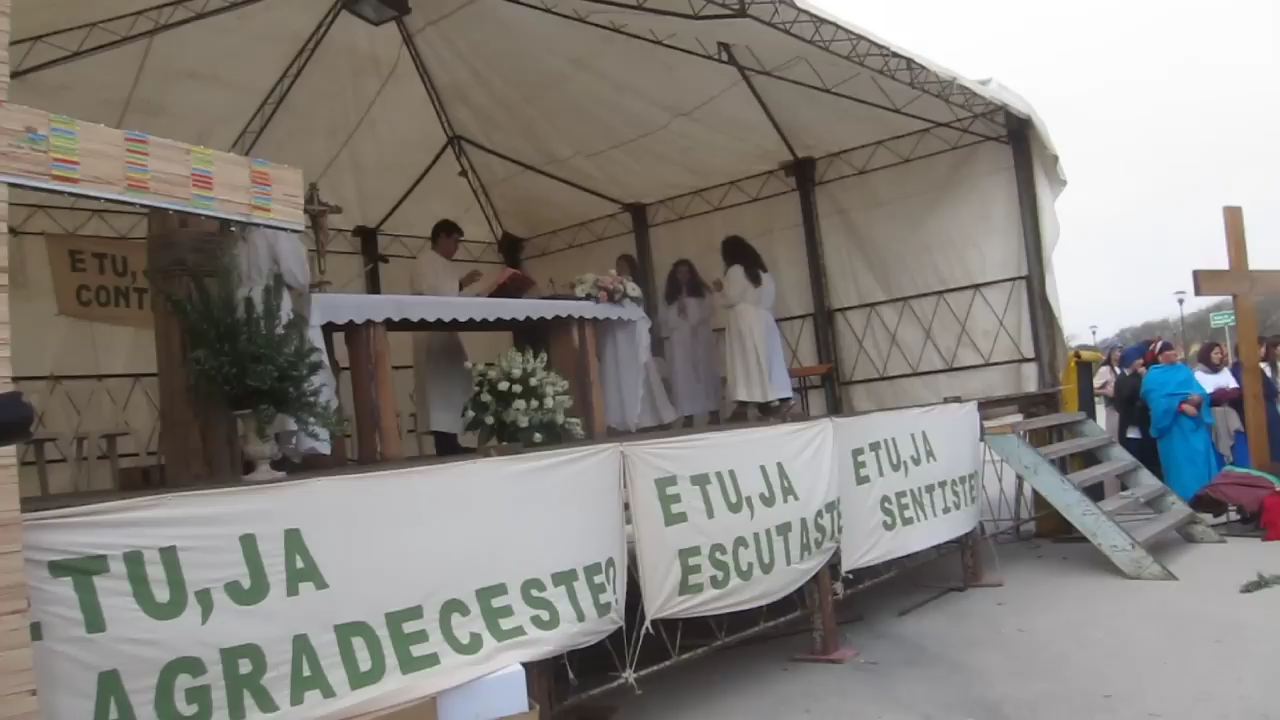 E TU,
CONT
TU, JA
AGRADECESTE?
E TU, JA
ESCUTASTE
E TU, JA
SENTISTE?